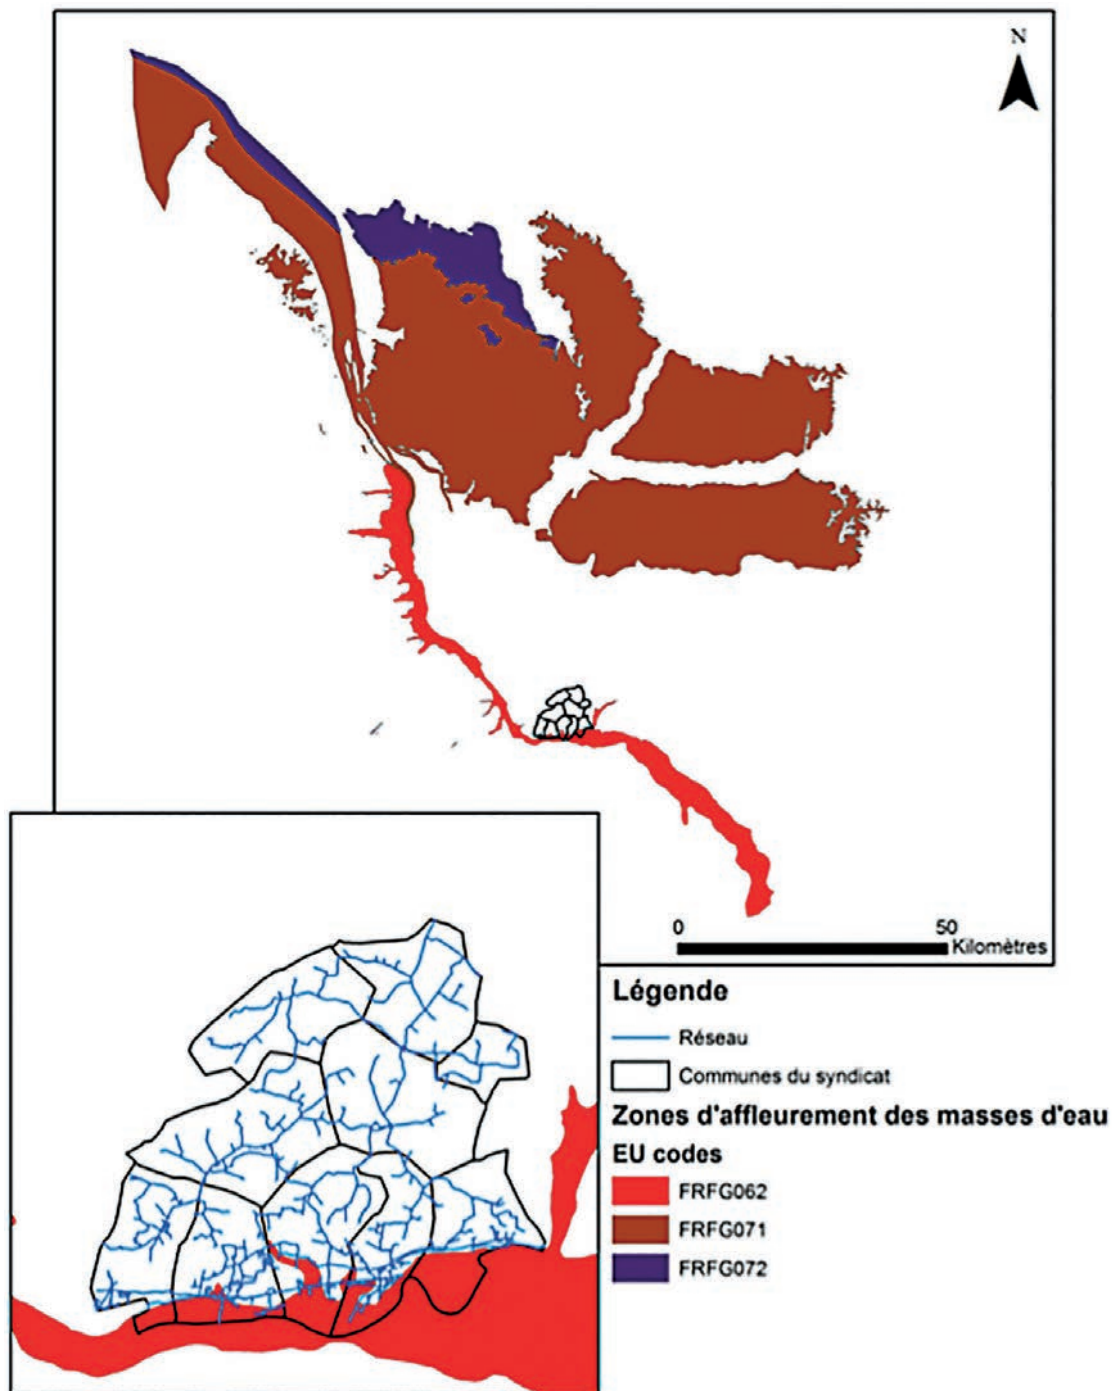 N
0
50
Kilomètres
Légende
Réseau
Communes du syndicat
Zones d'affleurement des masses d'eau
EU codes
FRFG062
FRFG071
FRFG072